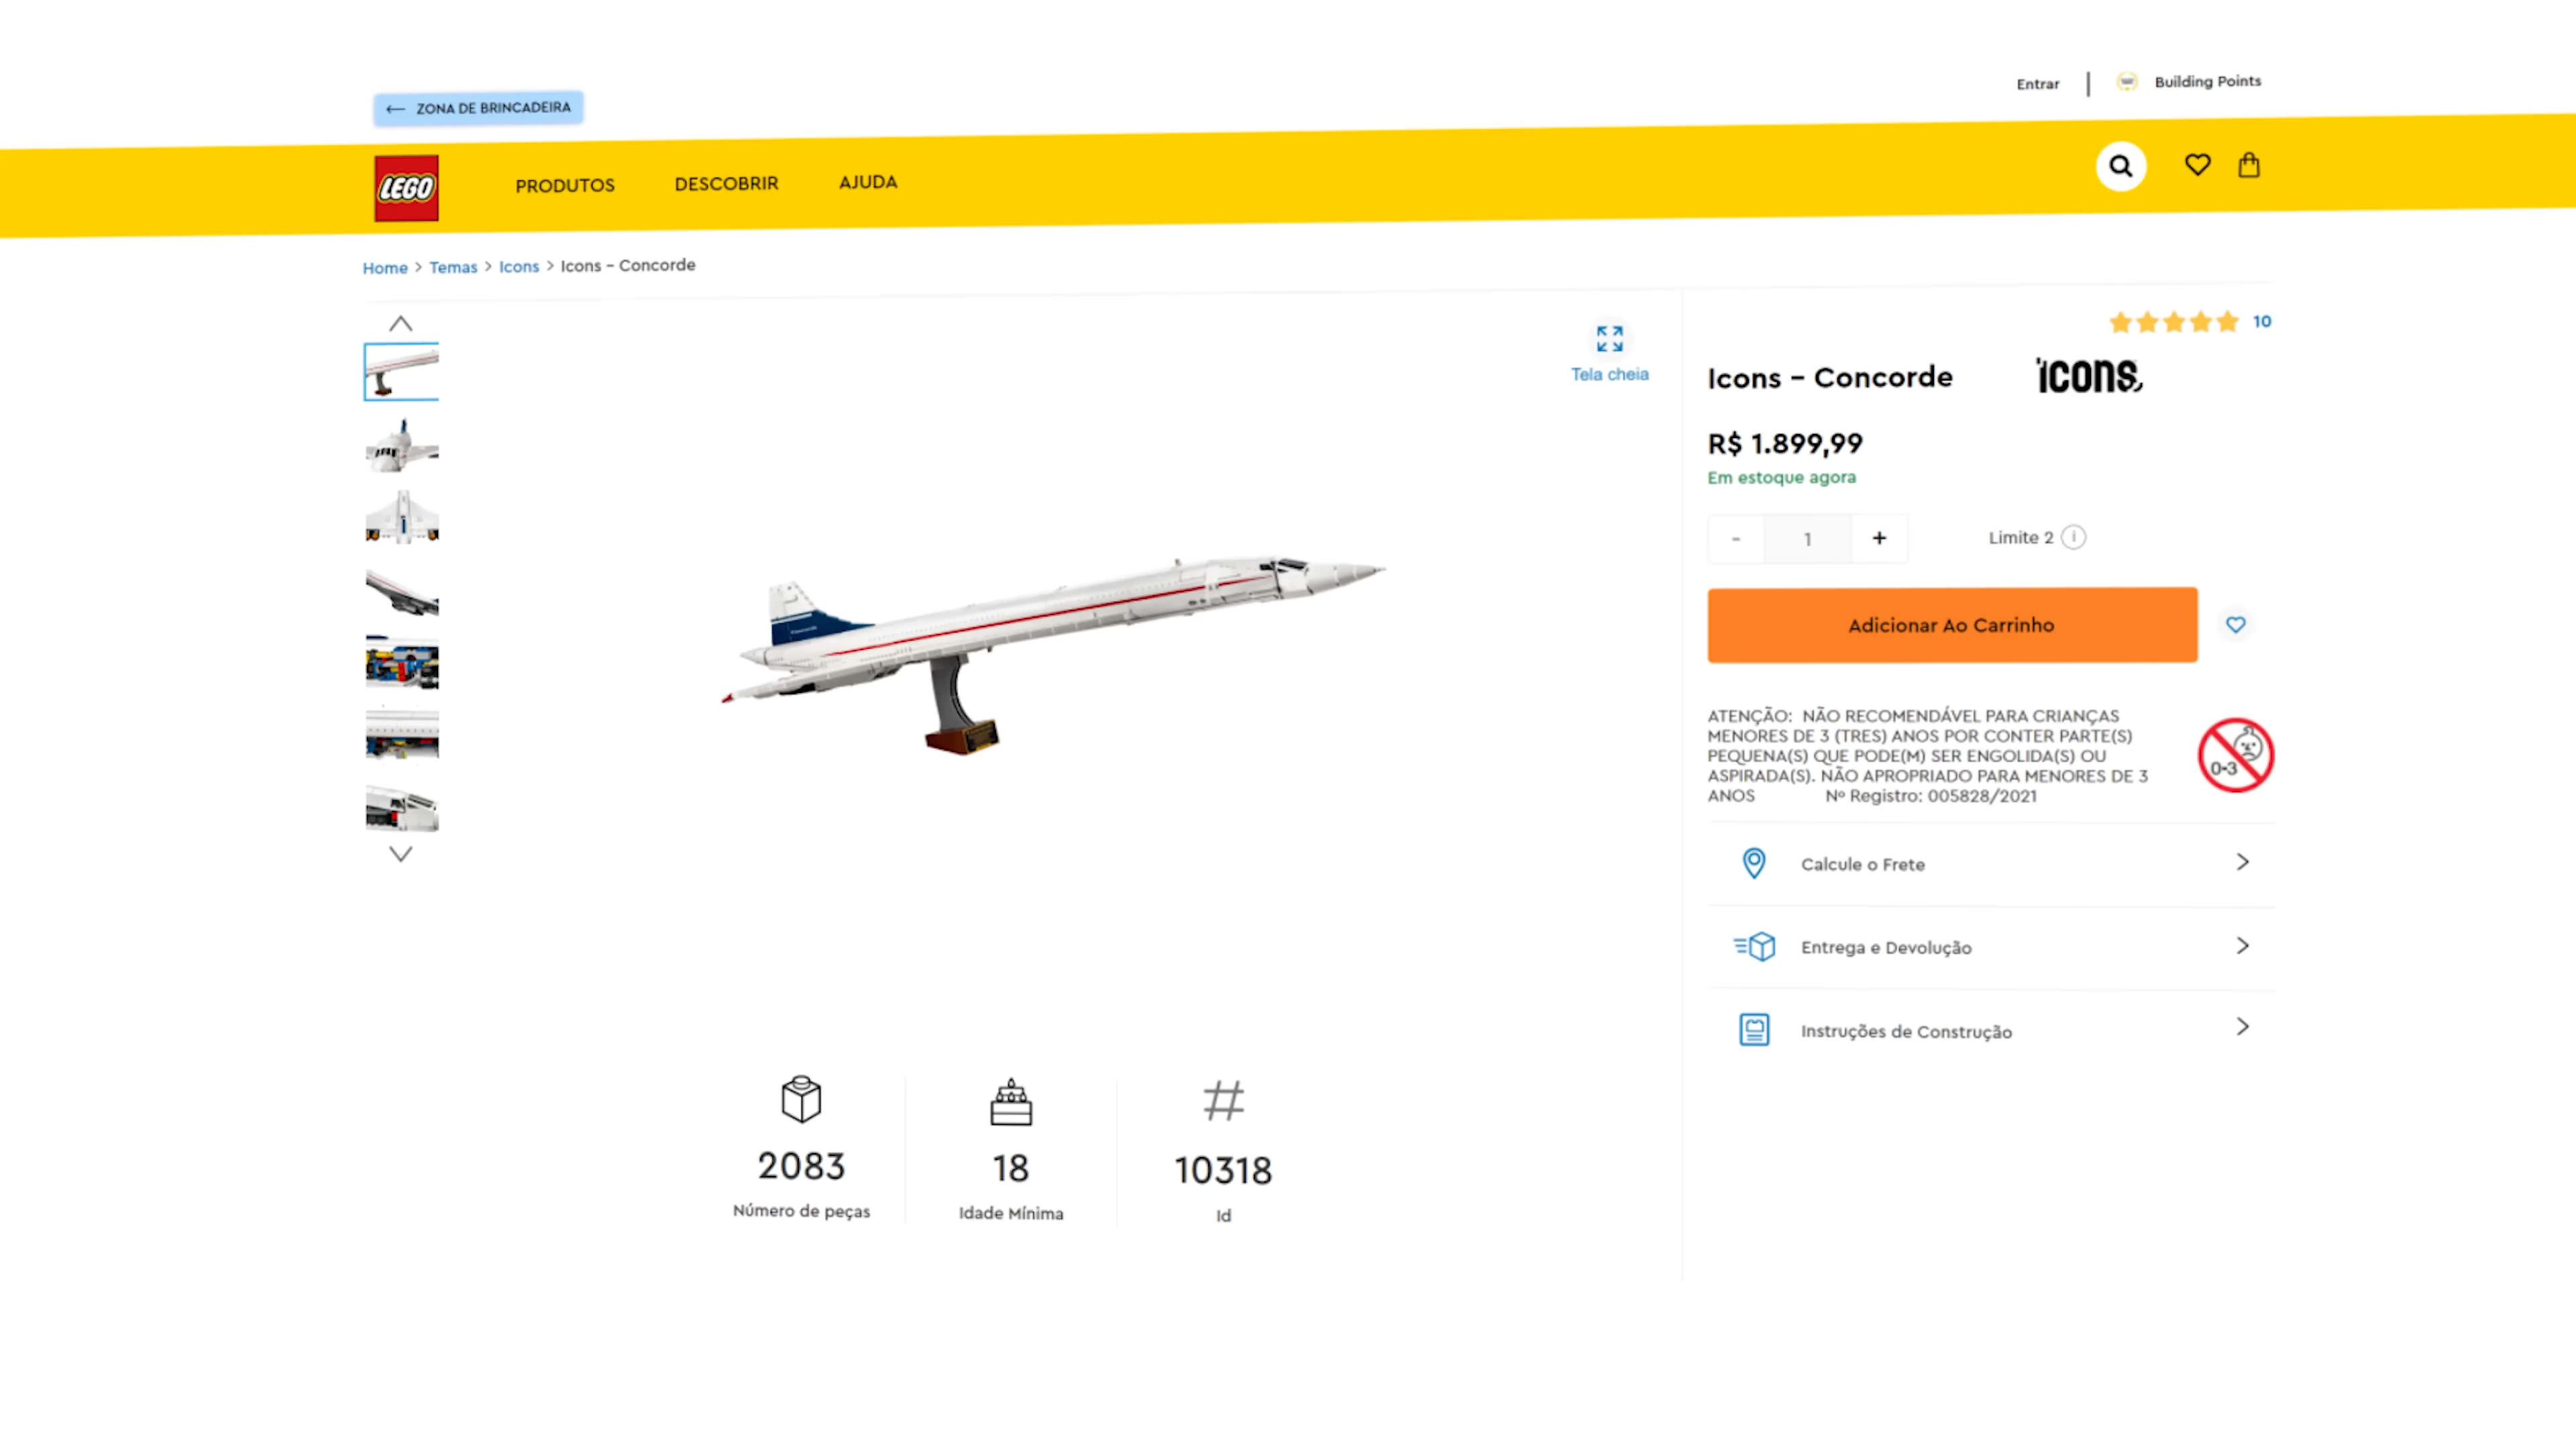 Entrar
Building Points
← ZONA DE BRINCADEIRA
LEGO
PRODUTOS
DESCOBRIR
AJUDA
Home > Temas > Icons > Icons - Concorde
10
Tela cheia
Icons - Concorde
icons
R$ 1.899,99
Em estoque agora
- 1 +
Limite 2
Adicionar Ao Carrinho
ATENÇÃO: NÃO RECOMENDÁVEL PARA CRIANÇAS
MENORES DE 3 (TRES) ANOS POR CONTER PARTE(S)
PEQUENA(S) QUE PODE(M) SER ENGOLIDA(S) OU
ASPIRADA(S). NÃO APROPRIADO PARA MENORES DE 3
ANOS Nº Registro: 005828/2021
0-3
Calcule o Frete
Entrega e Devolução
Instruções de Construção
2083
Número de peças
18
Idade Mínima
#
10318
Id